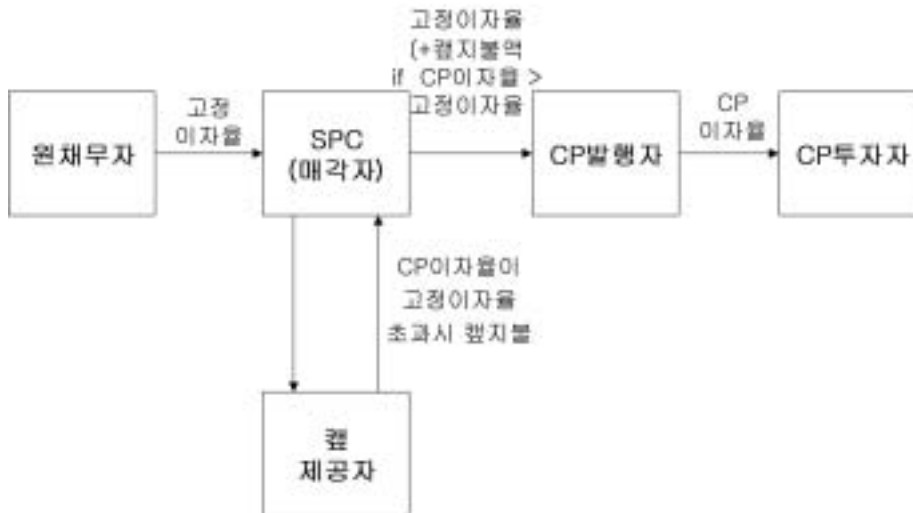 고정이자율
(+캪지불액
if CP이자율 >
고정이자율
고정
이자율
CP
이자율
원채무자
SPC
(매각자)
CP발행자
CP투자자
CP이자율이
고정이자율
초과시 캪지불
캪
제공자